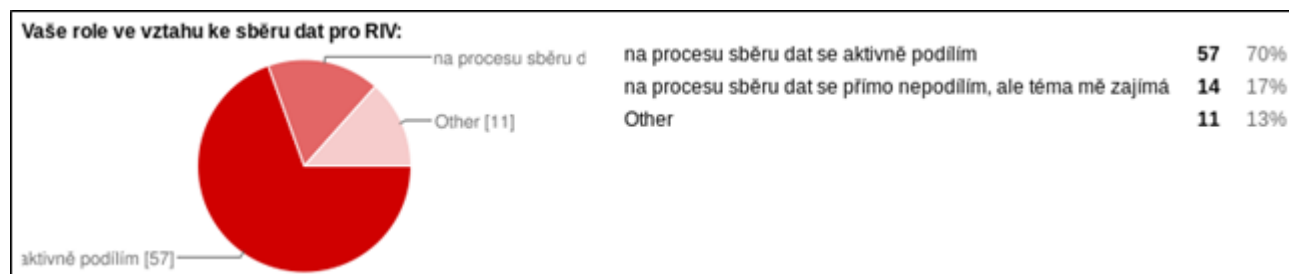 Vaše role ve vztahu ke sběru dat pro RIV:
na procesu sběru d
Other [11]
aktivně podílím [57]
na procesu sběru dat se aktivně podílím 57 70%
na procesu sběru dat se přímo nepodílím, ale téma mě zajímá 14 17%
Other 11 13%